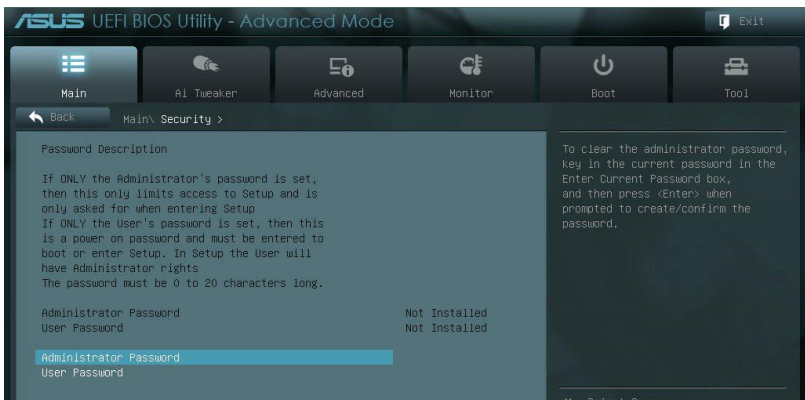 ASUS UEFI BIOS Utility - Advanced Mode
Exit
Main
Ai Tweaker
Advanced
Monitor
Boot
Tool
Back
Main\ Security >
Password Description
If ONLY the Administrator's password is set,
then this only limits access to Setup and is
only asked for when entering Setup
If ONLY the User's password is set, then this
is a power on password and must be entered to
boot or enter Setup. In Setup the User will
have Administrator rights
The password must be 0 to 20 characters long.
Administrator Password Not Installed
User Password Not Installed
Administrator Password
User Password
To clear the administrator password,
key in the current password in the
Enter Current Password box,
and then press <Enter> when
prompted to create/confirm the
password.